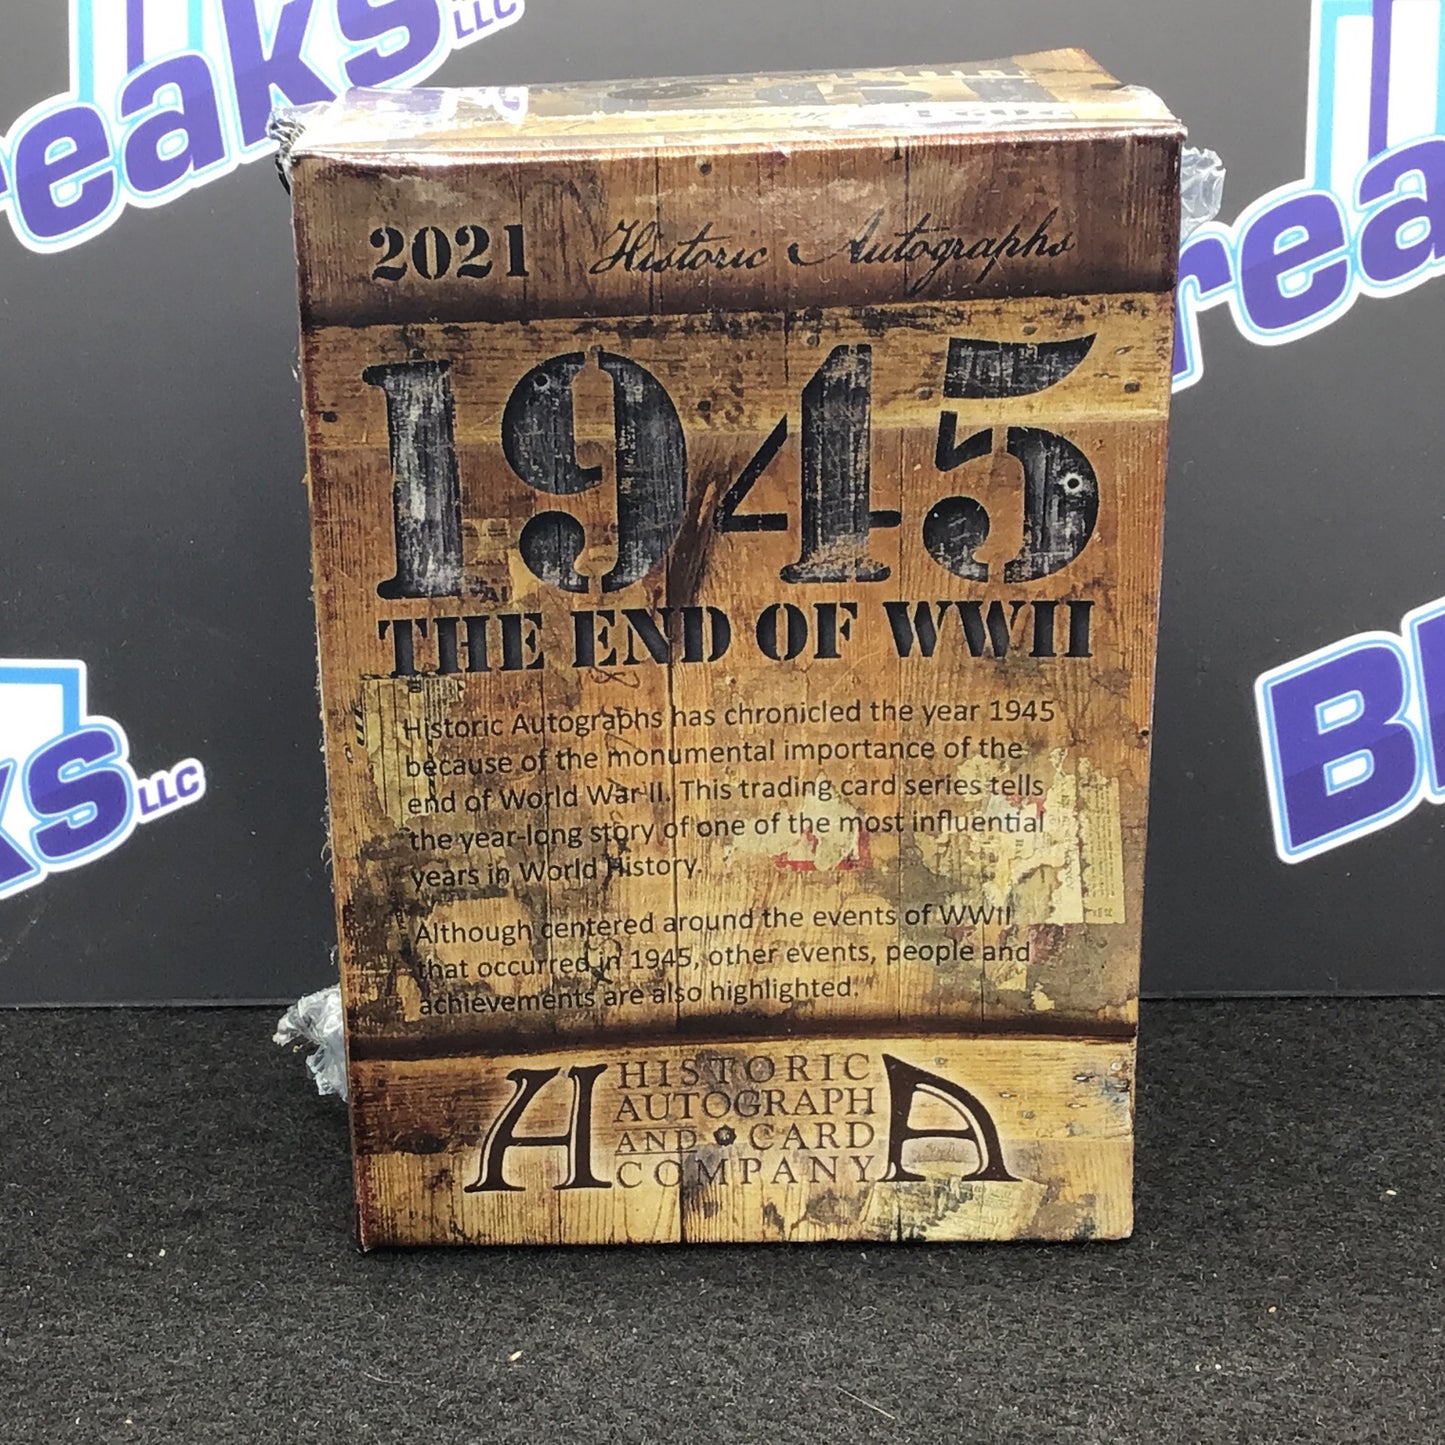 reaks
LLC
2021 Historic Autographs
1945
THE END OF WWII
Historic Autographs has chronicled the year 1945
because of the monumental importance of the
end of World War II. This trading card series tells
the year-long story of one of the most influential
years in World History.
Although centered around the events of WWII
that occurred in 1945, other events, people and
achievements are also highlighted.
H HISTORIC A
AUTOGRAPH
AND CARD
COMPANY
rea
ks LLC
B